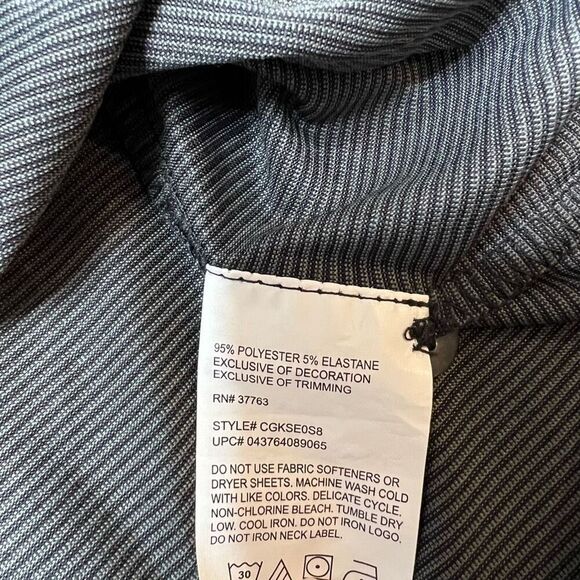 95% POLYESTER 5% ELASTANE
EXCLUSIVE OF DECORATION
EXCLUSIVE OF TRIMMING
RN# 37763
STYLE# CGKSE0S8
UPC# 043764089065
DO NOT USE FABRIC SOFTENERS OR
DRYER SHEETS. MACHINE WASH COLD
WITH LIKE COLORS. DELICATE CYCLE.
NON-CHLORINE BLEACH. TUMBLE DRY
LOW. COOL IRON. DO NOT IRON LOGO.
DO NOT IRON NECK LABEL.
30